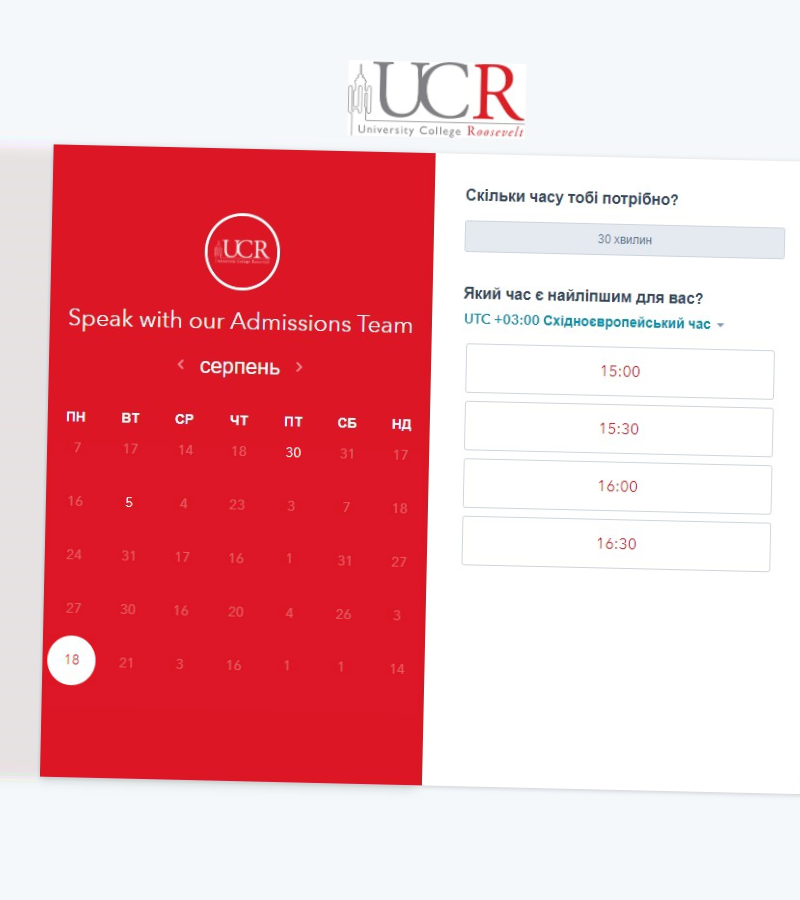 UCR
University College Roosevelt
UCR
Speak with our Admissions Team
серпень
ПН ВТ СР ЧТ ПТ СБ НД
7 17 14 18 30 31 17
16 5 4 23 3 7 18
24 31 17 16 1 31 27
27 30 16 20 4 26 3
18 21 3 16 1 1 14
Скільки часу тобі потрібно?
30 хвилин
Який час є найліпшим для вас?
UTC +03:00 Східноєвропейський час
15:00
15:30
16:00
16:30